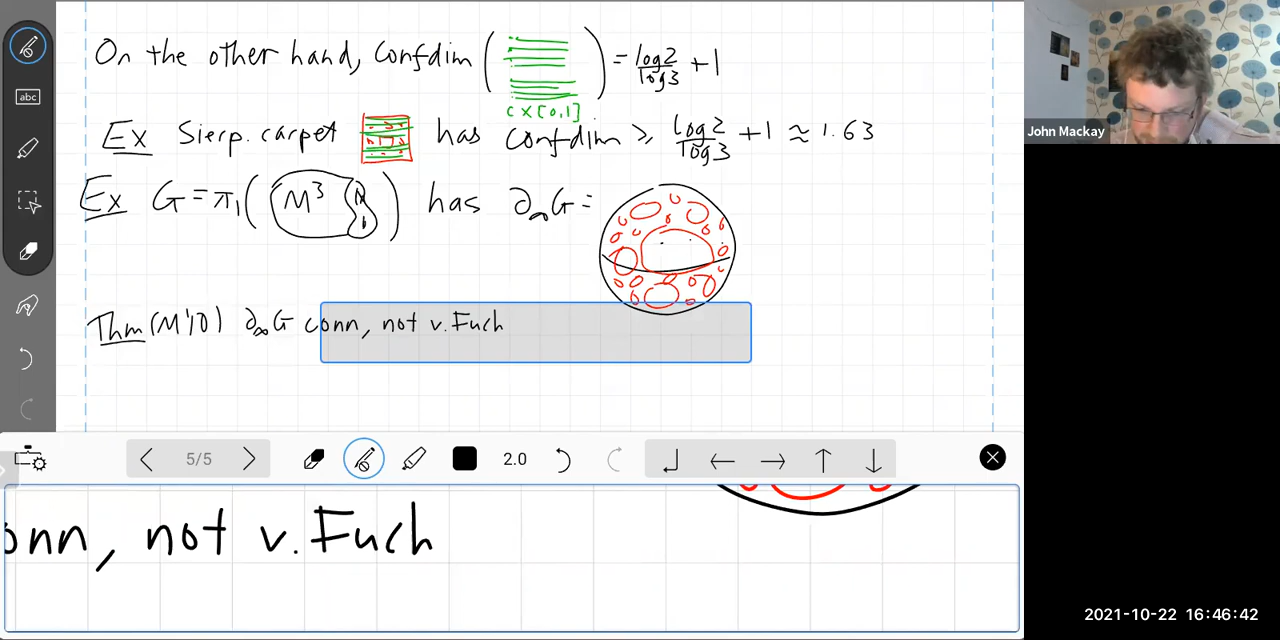 On the other hand, Confdim ( C × [0,1] ) = log2/log3 + 1
abc
Ex Sierp. carpet has confdim ≥ log2/log3 + 1 ≈ 1.63
John Mackay
Ex G = π₁( M³ ) has ∂∞G =
Thm (M'10) ∂∞G conn, not v. Fuch
5/5
2.0
onn, not v. Fuch
2021-10-22 16:46:42